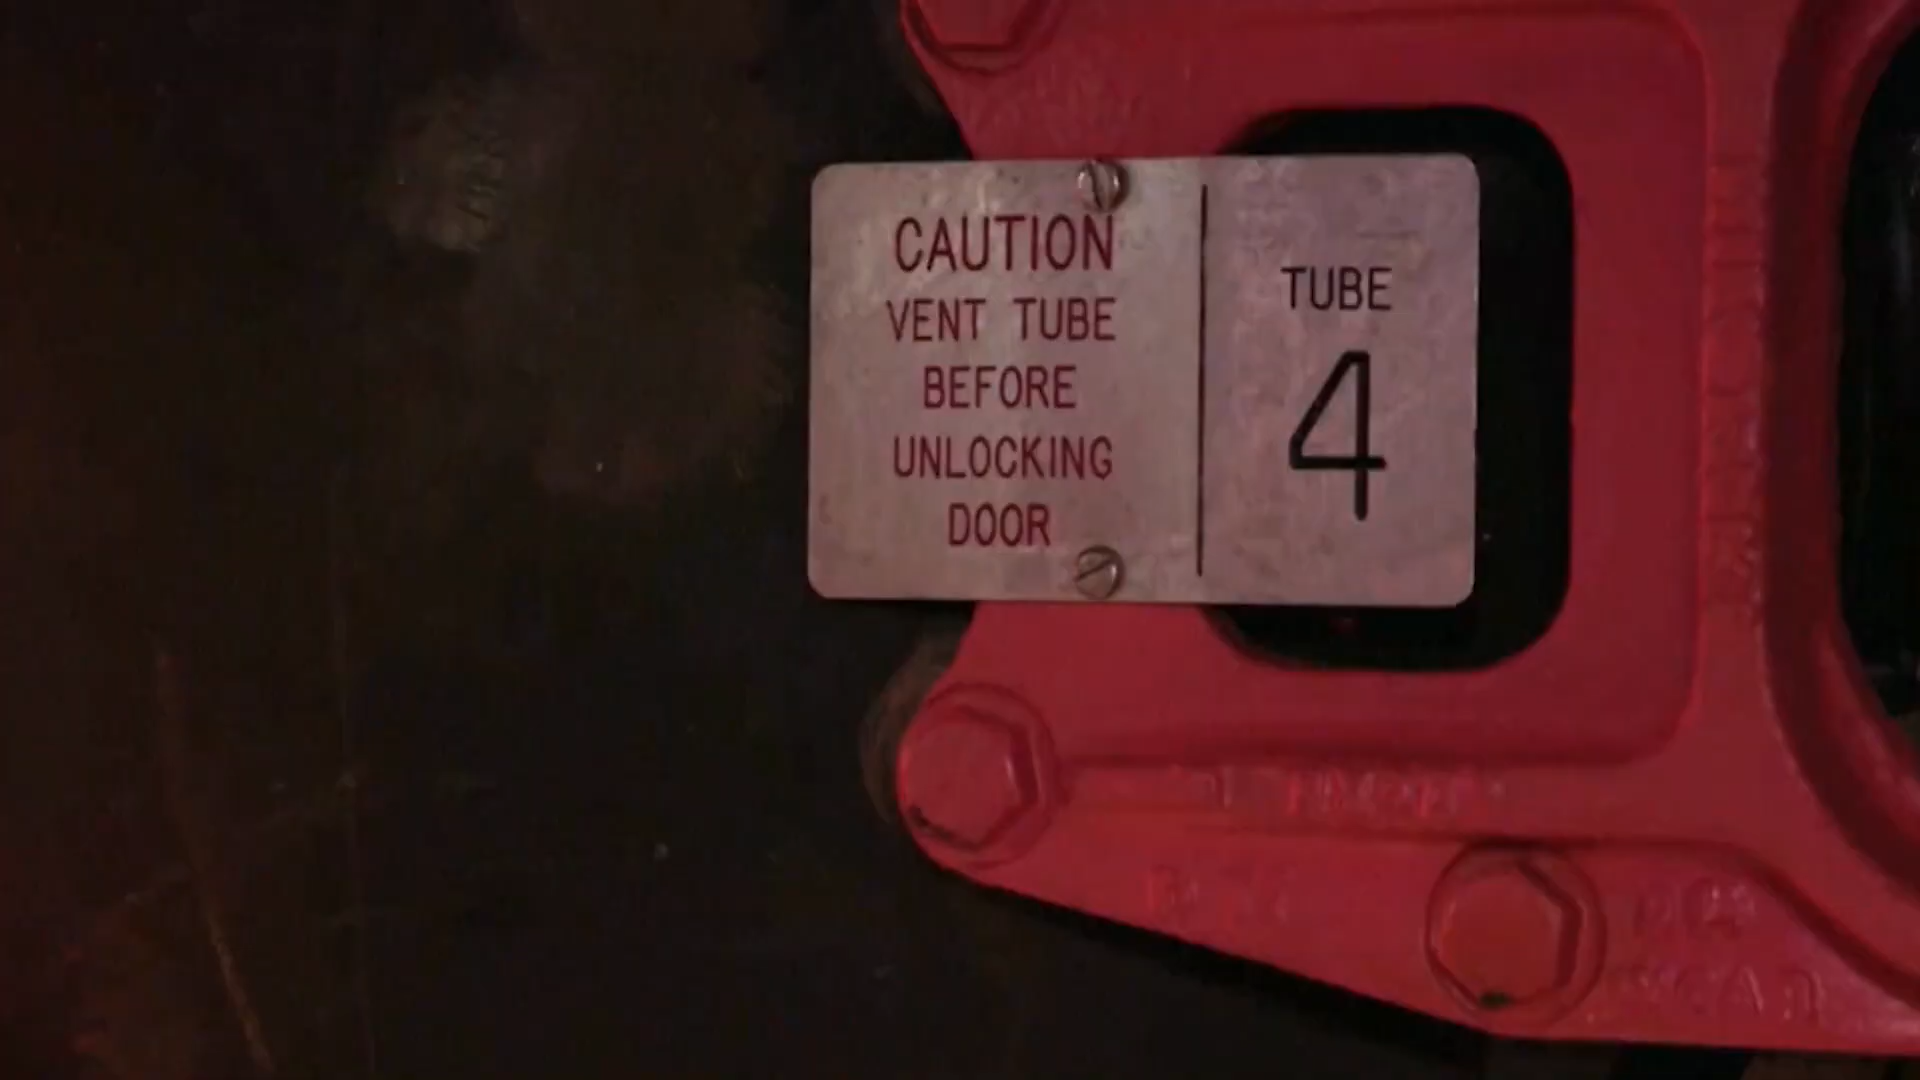 CAUTION
VENT TUBE
BEFORE
UNLOCKING
DOOR
TUBE
4